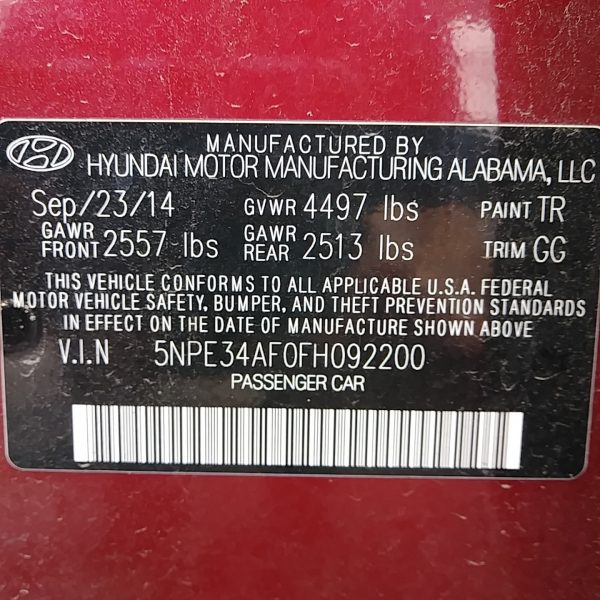 MANUFACTURED BY
HYUNDAI MOTOR MANUFACTURING ALABAMA, LLC
Sep/23/14 GVWR 4497 lbs PAINT TR
GAWR FRONT 2557 lbs GAWR REAR 2513 lbs TRIM GG
THIS VEHICLE CONFORMS TO ALL APPLICABLE U.S.A. FEDERAL
MOTOR VEHICLE SAFETY, BUMPER, AND THEFT PREVENTION STANDARDS
IN EFFECT ON THE DATE OF MANUFACTURE SHOWN ABOVE
V.I.N 5NPE34AF0FH092200
PASSENGER CAR